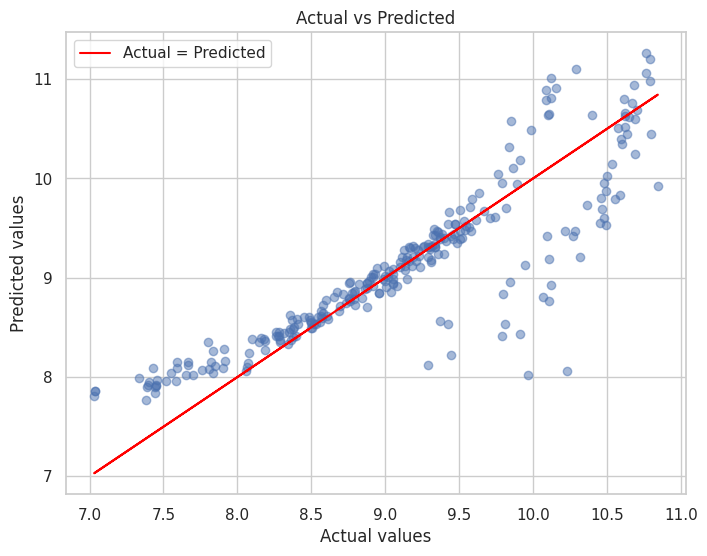 Actual vs Predicted
Actual = Predicted
Predicted values
11
10
9
8
7
7.0 7.5 8.0 8.5 9.0 9.5 10.0 10.5 11.0
Actual values